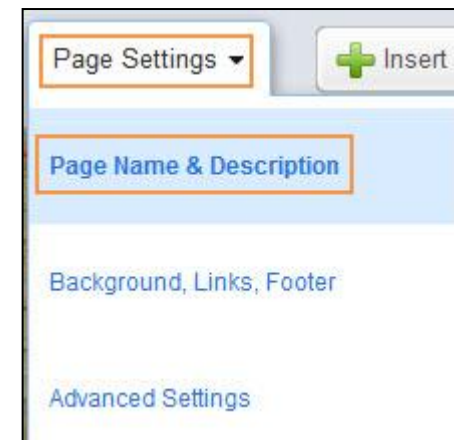 Page Settings Insert
Page Name & Description
Background, Links, Footer
Advanced Settings